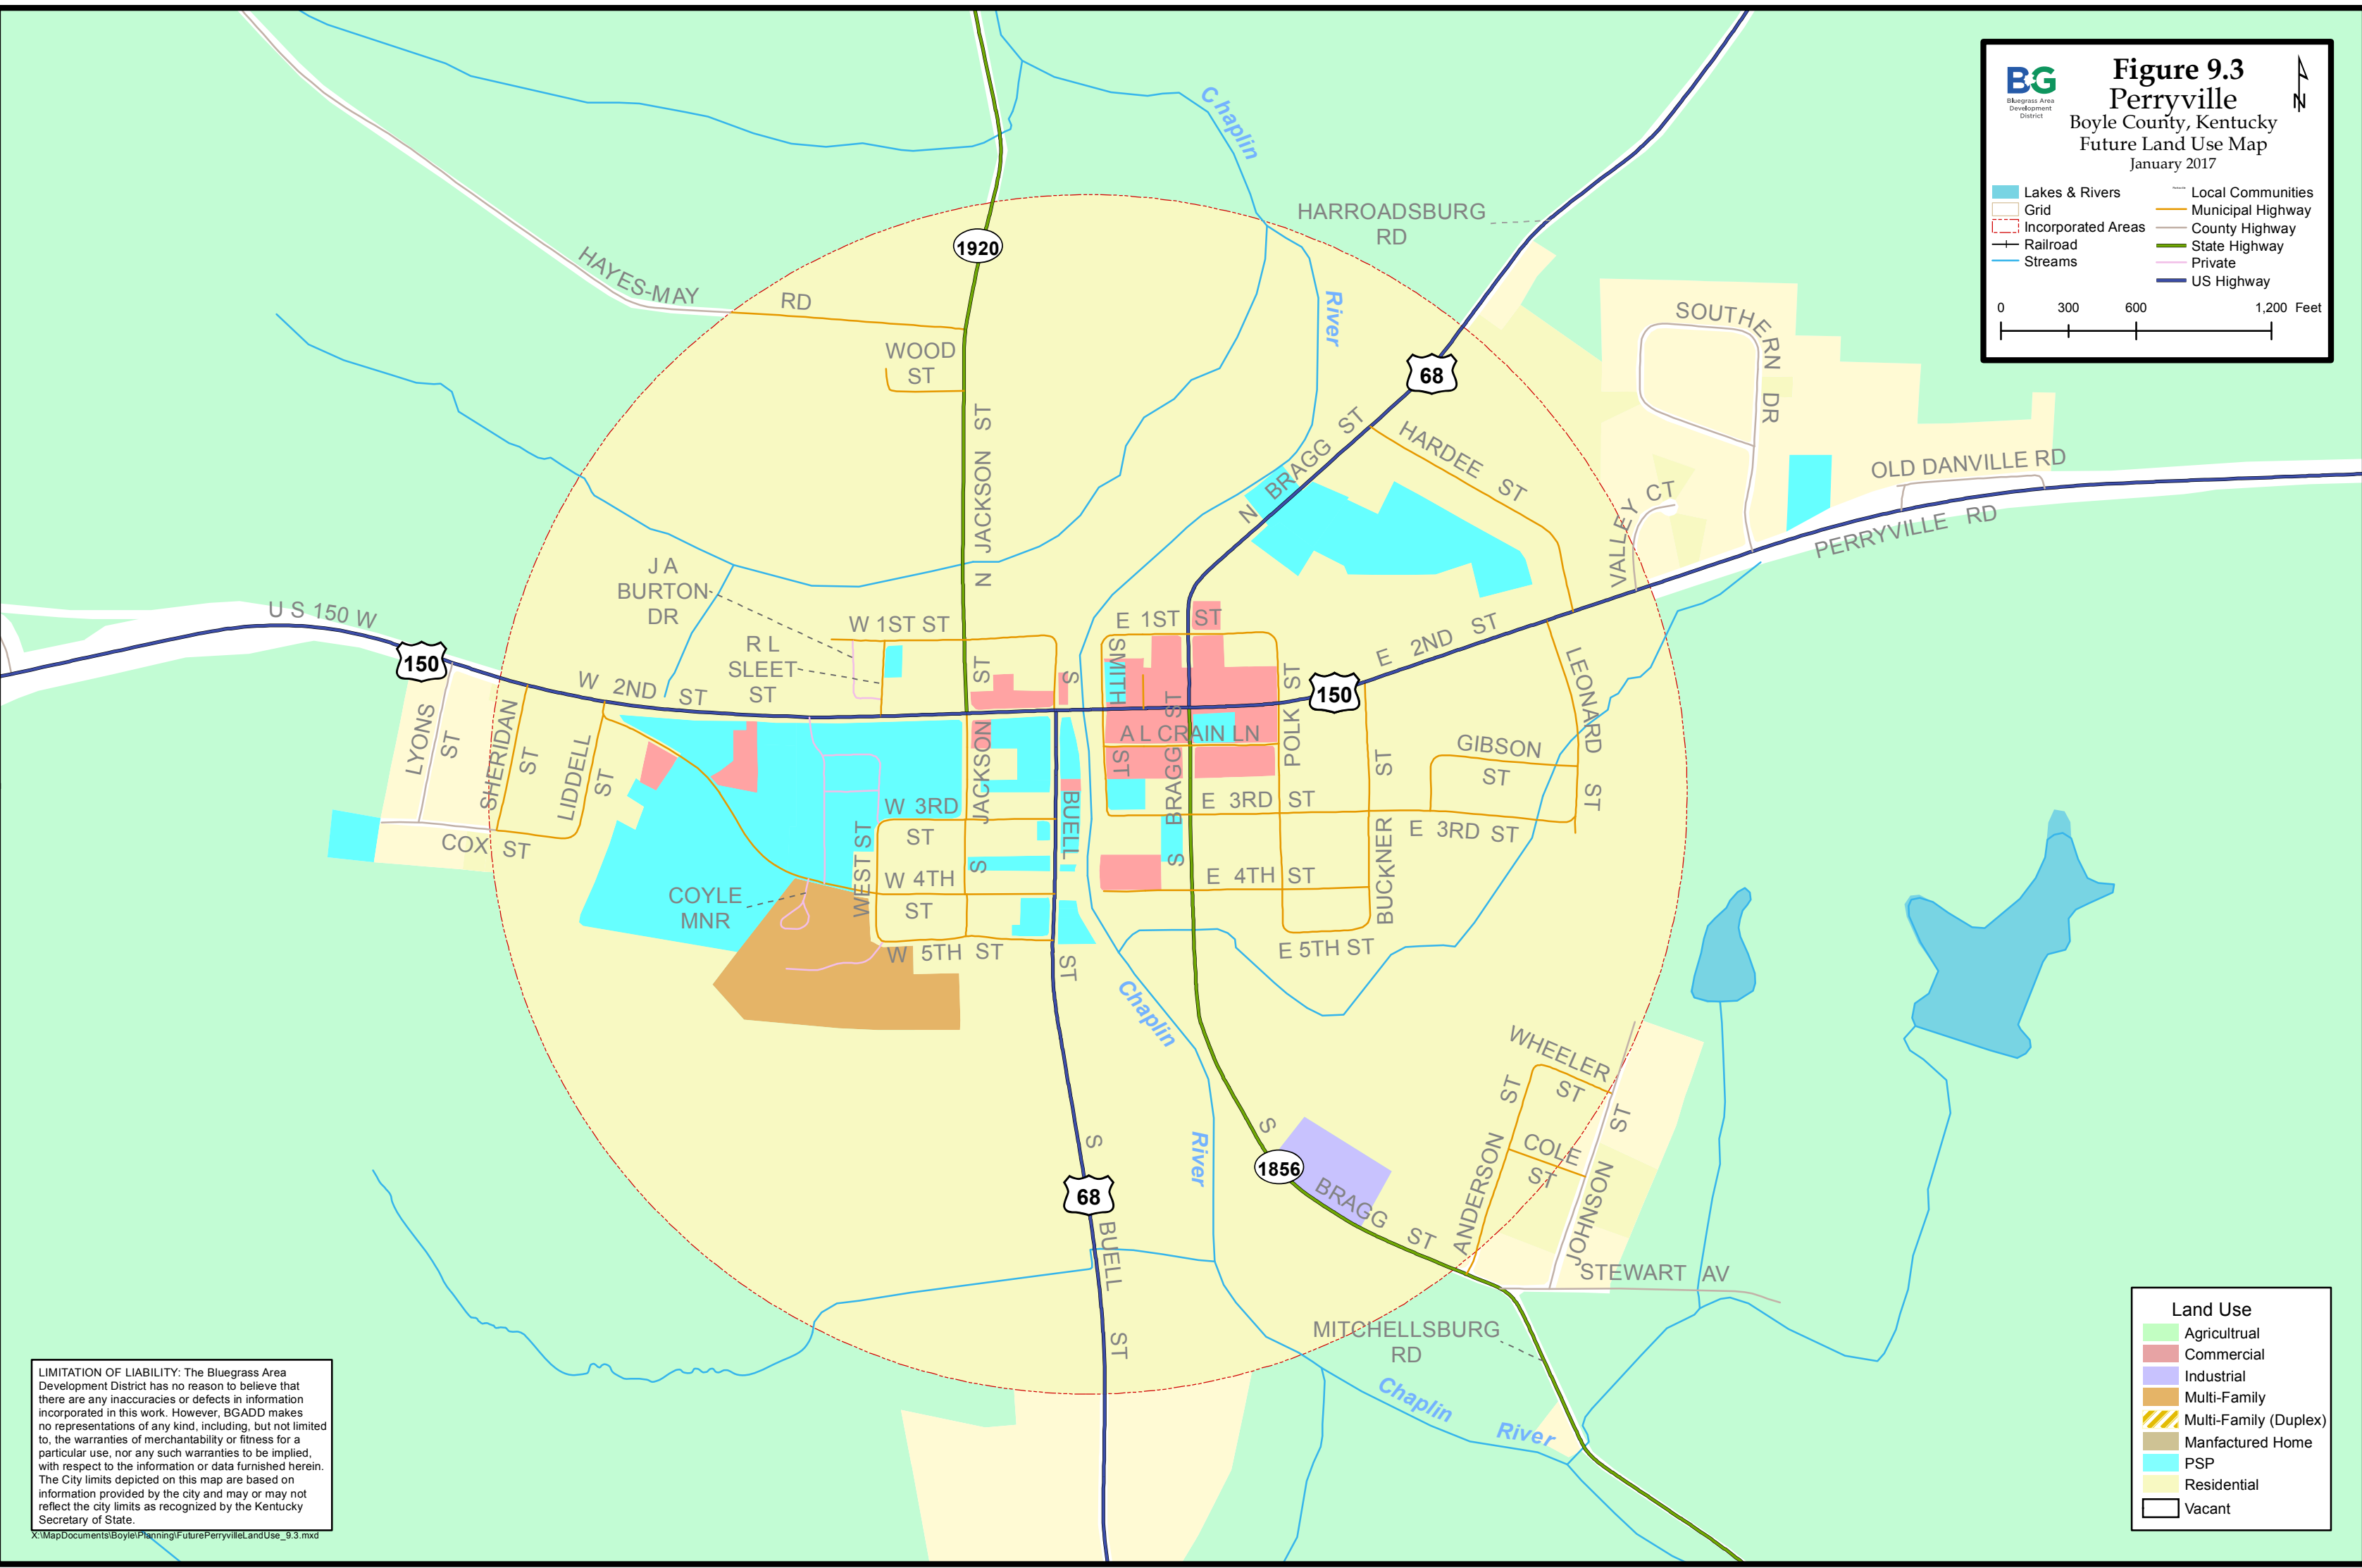 Figure 9.3
Perryville
Boyle County, Kentucky
Future Land Use Map
January 2017
B&G
Bluegrass Area
Development
District
N
Lakes & Rivers
Grid
Incorporated Areas
Railroad
Streams
Local Communities
Municipal Highway
County Highway
State Highway
Private
US Highway
0 300 600 1,200 Feet
Chaplin
River
HARROADSBURG
RD
1920
HAYES-MAY RD
WOOD
ST
68
SOUTHERN DR
N JACKSON ST
N BRAGG ST
HARDEE ST
VALLEY CT
OLD DANVILLE RD
PERRYVILLE RD
J A
BURTON
DR
U S 150 W
150
W 1ST ST
R L
SLEET
ST
W 2ND ST
E 1ST ST
SMITH ST
E 2ND ST
150
POLK ST
A L CRAIN LN
LEONARD ST
GIBSON
ST
LYONS
ST
SHERIDAN
ST
LIDDELL
ST
COX ST
S JACKSON ST
S BUELL ST
S BRAGG ST
W 3RD
ST
E 3RD ST
E 3RD ST
WEST ST
W 4TH
ST
E 4TH ST
BUCKNER ST
COYLE
MNR
W 5TH ST
E 5TH ST
Chaplin
River
WHEELER
ST
ANDERSON ST
COLE
ST
JOHNSON ST
S BRAGG ST
1856
68
S BUELL ST
STEWART AV
MITCHELLSBURG
RD
Chaplin River
Land Use
Agricultrual
Commercial
Industrial
Multi-Family
Multi-Family (Duplex)
Manfactured Home
PSP
Residential
Vacant
LIMITATION OF LIABILITY: The Bluegrass Area
Development District has no reason to believe that
there are any inaccuracies or defects in information
incorporated in this work. However, BGADD makes
no representations of any kind, including, but not limited
to, the warranties of merchantability or fitness for a
particular use, nor any such warranties to be implied,
with respect to the information or data furnished herein.
The City limits depicted on this map are based on
information provided by the city and may or may not
reflect the city limits as recognized by the Kentucky
Secretary of State.
X:\MapDocuments\Boyle\Planning\FuturePerryvilleLandUse_9.3.mxd